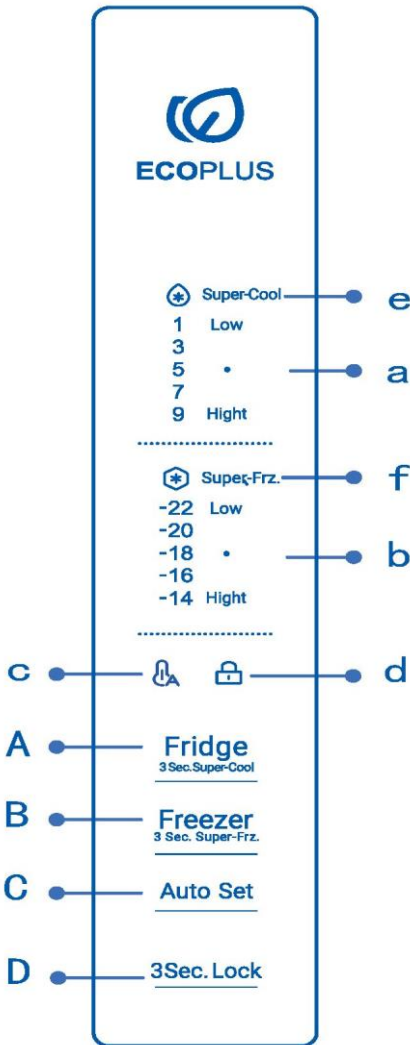 ECOPLUS
Super-Cool e
1 Low
3
5 a
7
9 Hight
Super-Frz. f
-22 Low
-20
-18 b
-16
-14 Hight
c A d
A Fridge
3 Sec.Super-Cool
B Freezer
3 Sec. Super-Frz.
C Auto Set
D 3Sec. Lock